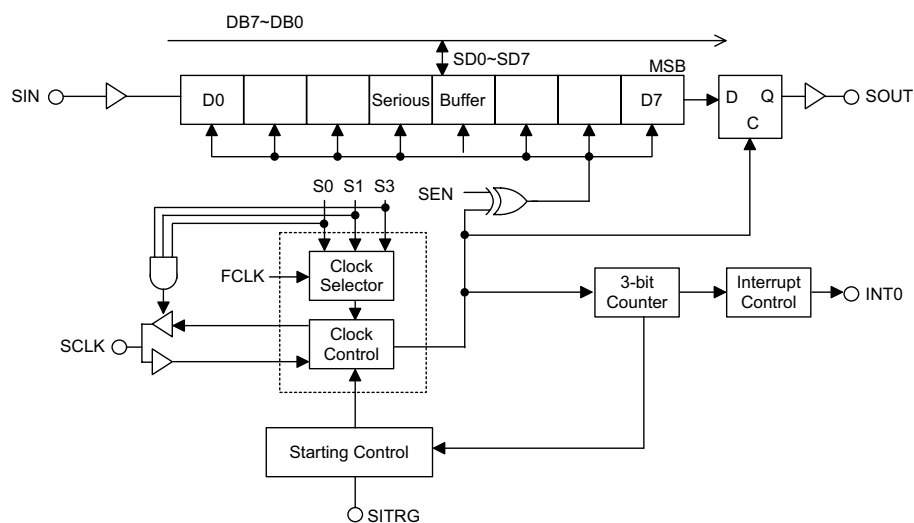 DB7~DB0
SD0~SD7
MSB
SIN
D0
Serious
Buffer
D7
D
Q
C
SOUT
S0
S1
S3
SEN
FCLK
Clock
Selector
3-bit
Counter
Interrupt
Control
INT0
Clock
Control
SCLK
Starting Control
SITRG